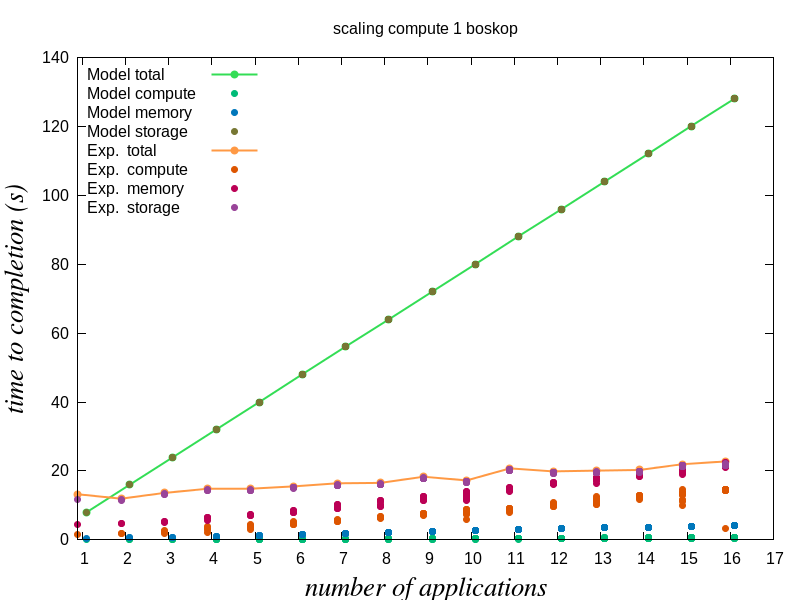 scaling compute 1 boskop
140
120
100
80
60
40
20
0
time to completion (s)
Model total
Model compute
Model memory
Model storage
Exp. total
Exp. compute
Exp. memory
Exp. storage
1 2 3 4 5 6 7 8 9 10 11 12 13 14 15 16 17
number of applications